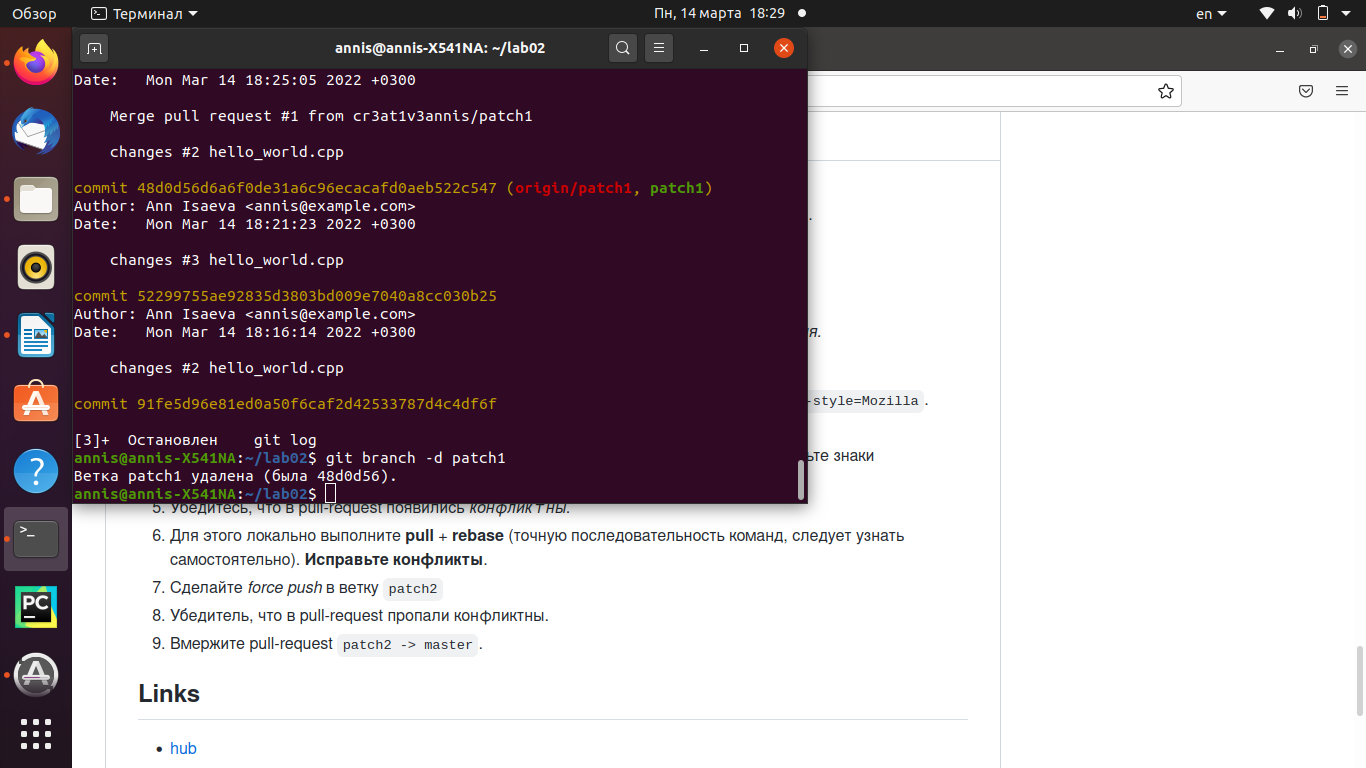 Обзор
Терминал
Пн, 14 марта 18:29
en
annis@annis-X541NA: ~/lab02
Date:   Mon Mar 14 18:25:05 2022 +0300
Merge pull request #1 from cr3at1v3annis/patch1
changes #2 hello_world.cpp
commit 48d0d56d6a6f0de31a6c96ecacafd0aeb522c547 (origin/patch1, patch1)
Author: Ann Isaeva <annis@example.com>
Date:   Mon Mar 14 18:21:23 2022 +0300
changes #3 hello_world.cpp
commit 52299755ae92835d3803bd009e7040a8cc030b25
Author: Ann Isaeva <annis@example.com>
Date:   Mon Mar 14 18:16:14 2022 +0300
changes #2 hello_world.cpp
commit 91fe5d96e81ed0a50f6caf2d42533787d4c4df6f
[3]+  Остановлен    git log
annis@annis-X541NA:~/lab02$ git branch -d patch1
Ветка patch1 удалена (была 48d0d56).
annis@annis-X541NA:~/lab02$
-style=Mozilla .
ьте знаки
5. Убедитесь, что в pull-request появились конфликтны.
6. Для этого локально выполните pull + rebase (точную последовательность команд, следует узнать
самостоятельно). Исправьте конфликты.
7. Сделайте force push в ветку patch2
8. Убедитель, что в pull-request пропали конфликтны.
9. Вмержите pull-request patch2 -> master .
Links
• hub
PC